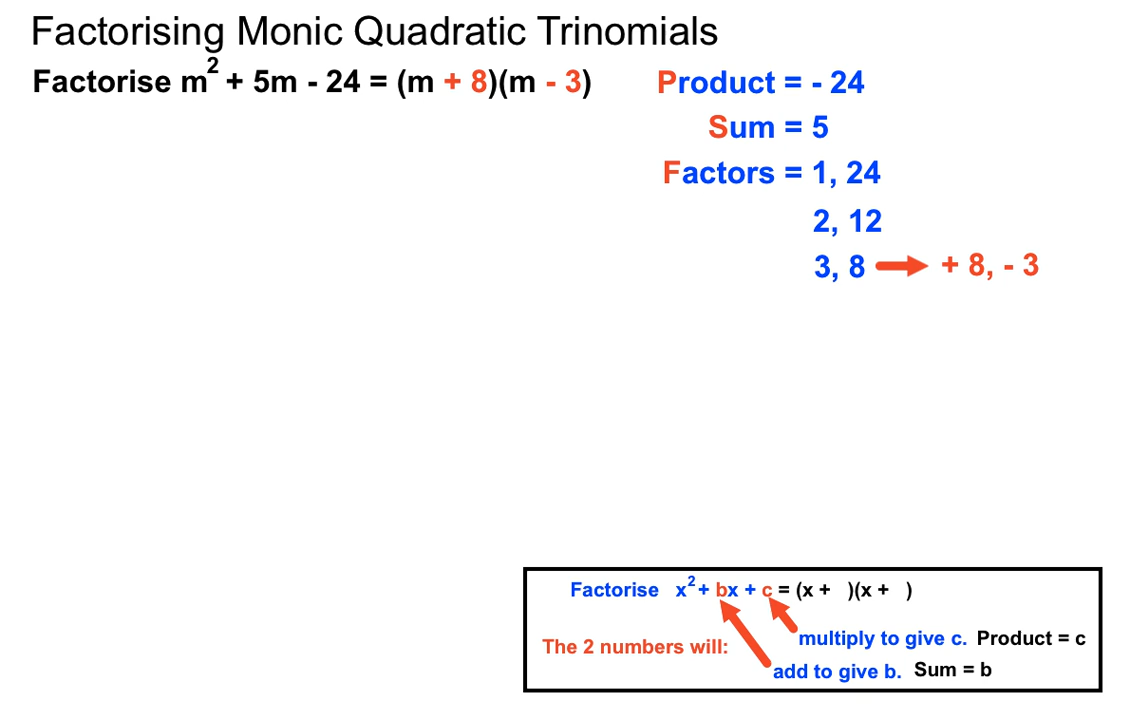 Factorising Monic Quadratic Trinomials
Factorise m² + 5m - 24 = (m + 8)(m - 3)
Product = - 24
Sum = 5
Factors = 1, 24
2, 12
3, 8 → + 8, - 3
Factorise x² + bx + c = (x + )(x + )
The 2 numbers will:
multiply to give c. Product = c
add to give b. Sum = b